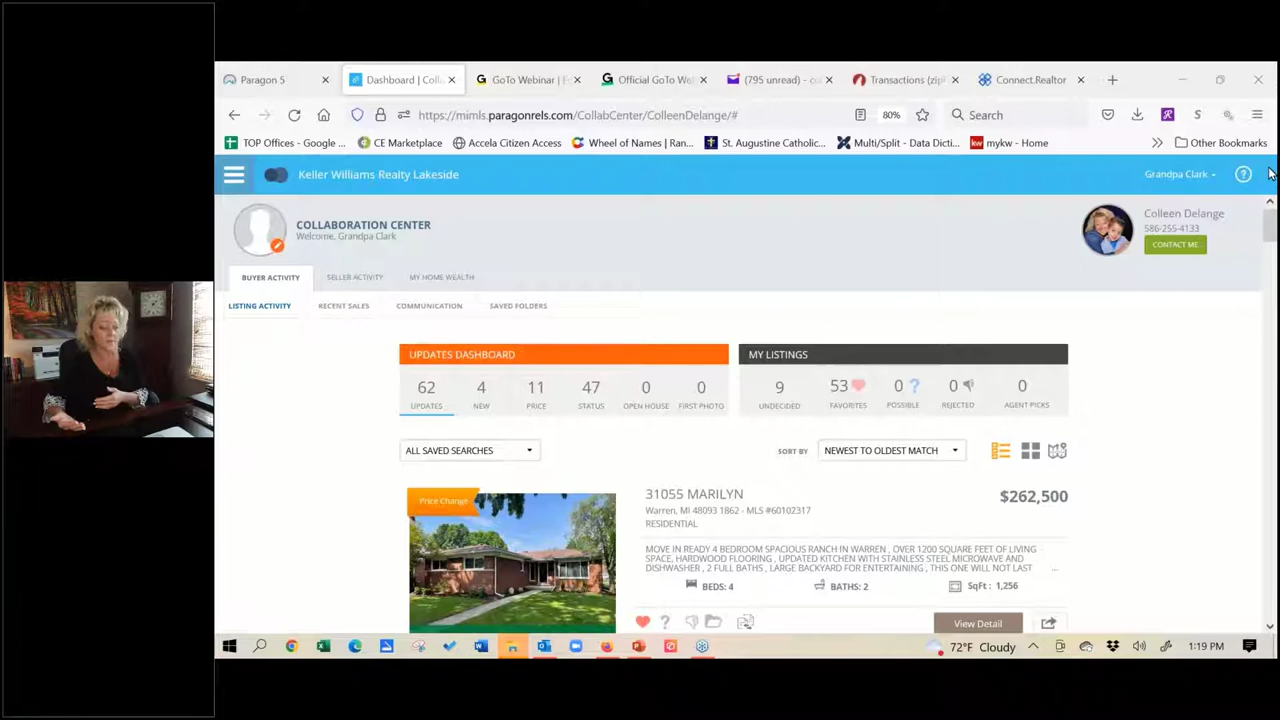 Paragon 5
Dashboard | Colla
GoTo Webinar | E
Official GoTo We
(795 unread) - co
Transactions (zipF
Connect.Realtor
https://mimls.paragonrels.com/CollabCenter/ColleenDelange/#
80%
Search
TOP Offices - Google ...
CE Marketplace
Accela Citizen Access
Wheel of Names | Ran...
St. Augustine Catholic...
Multi/Split - Data Dicti...
mykw - Home
Other Bookmarks
Keller Williams Realty Lakeside
Grandpa Clark
COLLABORATION CENTER
Welcome, Grandpa Clark
Colleen Delange
586-255-4133
CONTACT ME
BUYER ACTIVITY
SELLER ACTIVITY
MY HOME WEALTH
LISTING ACTIVITY
RECENT SALES
COMMUNICATION
SAVED FOLDERS
UPDATES DASHBOARD
62 4 11 47 0 0
UPDATES NEW PRICE STATUS OPEN HOUSE FIRST PHOTO
MY LISTINGS
9 53 0 ? 0 0
UNDECIDED FAVORITES POSSIBLE REJECTED AGENT PICKS
ALL SAVED SEARCHES
SORT BY
NEWEST TO OLDEST MATCH
Price Change
31055 MARILYN
$262,500
Warren, MI 48093 1862 - MLS #60102317
RESIDENTIAL
MOVE IN READY 4 BEDROOM SPACIOUS RANCH IN WARREN , OVER 1200 SQUARE FEET OF LIVING
SPACE, HARDWOOD FLOORING , UPDATED KITCHEN WITH STAINLESS STEEL MICROWAVE AND
DISHWASHER , 2 FULL BATHS , LARGE BACKYARD FOR ENTERTAINING , THIS ONE WILL NOT LAST ...
BEDS: 4
BATHS: 2
SqFt : 1,256
?
View Detail
72°F Cloudy
1:19 PM